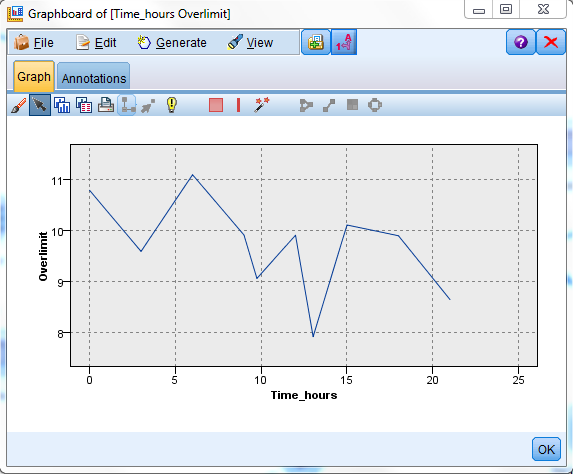 Graphboard of [Time_hours Overlimit]
File Edit Generate View
Graph Annotations
11
10
9
8
Overlimit
0 5 10 15 20 25
Time_hours
OK